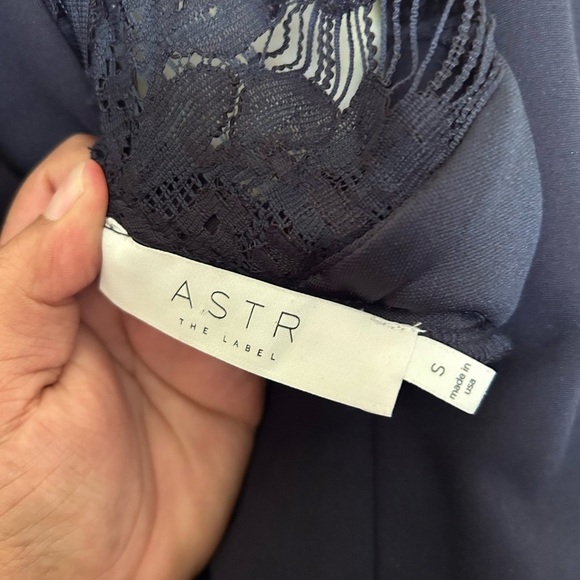 ASTR
THE LABEL
S
made in
usa